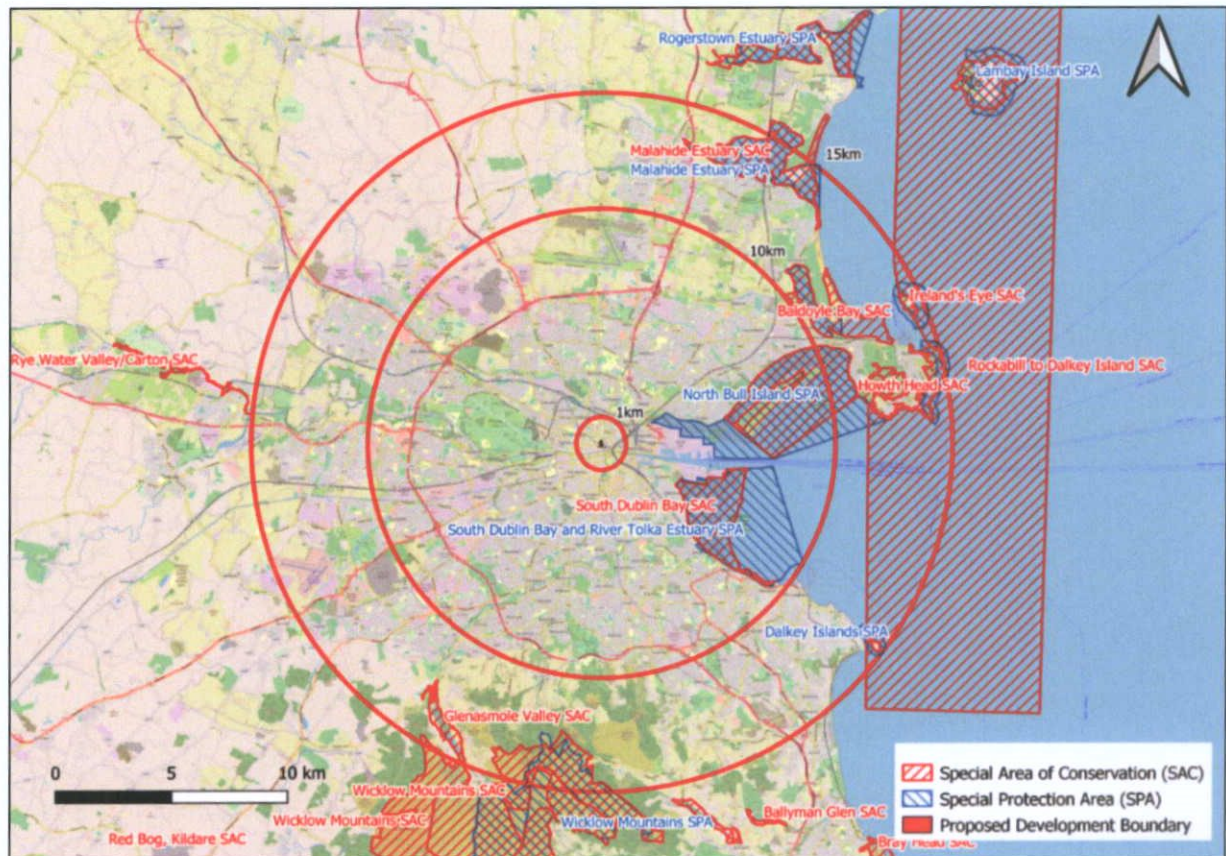 Rogerstown Estuary SPA
Lambay Island SPA
Malahide Estuary SAC
15km
Malahide Estuary SPA
10km
Ireland's Eye SAC
Baldoyle Bay SAC
Rye Water Valley/Carton SAC
Rockabill to Dalkey Island SAC
Howth Head SAC
North Bull Island SPA
1km
South Dublin Bay SAC
South Dublin Bay and River Tolka Estuary SPA
Dalkey Islands SPA
Glenasmole Valley SAC
0 5 10 km
Special Area of Conservation (SAC)
Special Protection Area (SPA)
Proposed Development Boundary
Wicklow Mountains SAC
Wicklow Mountains SAC
Wicklow Mountains SPA
Ballyman Glen SAC
Red Bog, Kildare SAC
Bray Head SAC